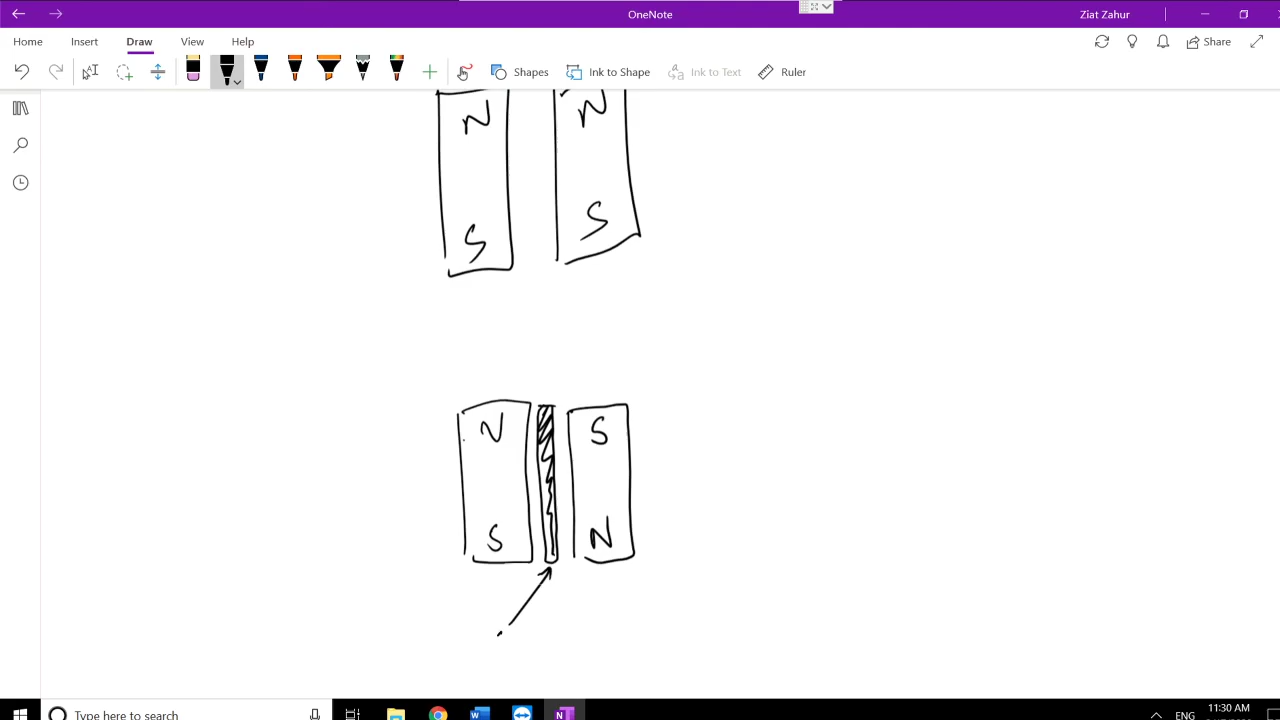 OneNote
Ziat Zahur
Home Insert Draw View Help
Shapes Ink to Shape Ink to Text Ruler
Share
N N
S S
N S
S N
Type here to search
ENG
11:30 AM